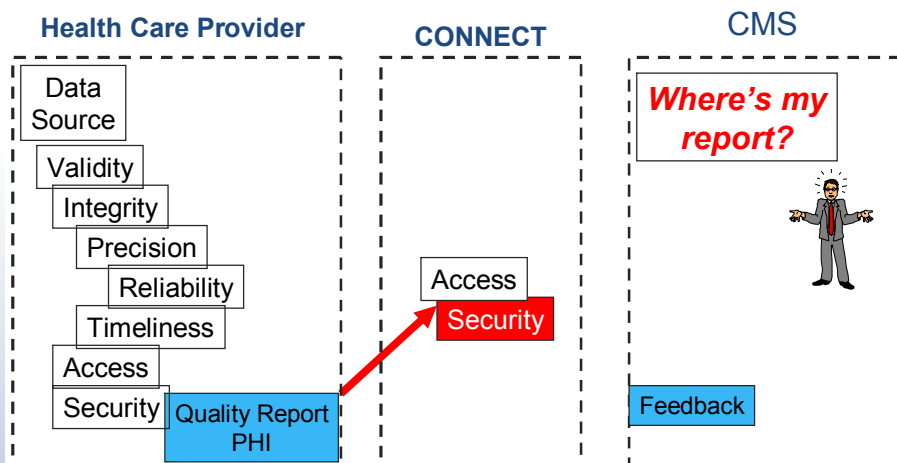 Health Care Provider
CONNECT
CMS
Data
Source
Validity
Integrity
Precision
Reliability
Timeliness
Access
Security
Quality Report
PHI
Access
Security
Where's my
report?
Feedback